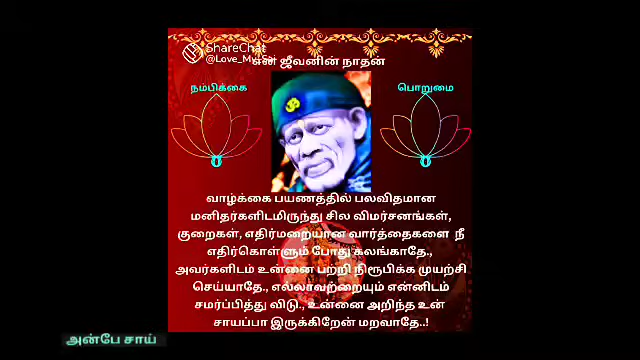 ShareChat
@Love_My_Sai
என் ஜீவனின் நாதன்
நம்பிக்கை
பொறுமை
வாழ்க்கை பயணத்தில் பலவிதமான
மனிதர்களிடமிருந்து சில விமர்சனங்கள்,
குறைகள், எதிர்மறையான வார்த்தைகளை நீ
எதிர்கொள்ளும் போது கலங்காதே.,
அவர்களிடம் உன்னை பற்றி நிரூபிக்க முயற்சி
செய்யாதே., எல்லாவற்றையும் என்னிடம்
சமர்ப்பித்து விடு., உன்னை அறிந்த உன்
சாயப்பா இருக்கிறேன் மறவாதே..!
அன்பே சாய்